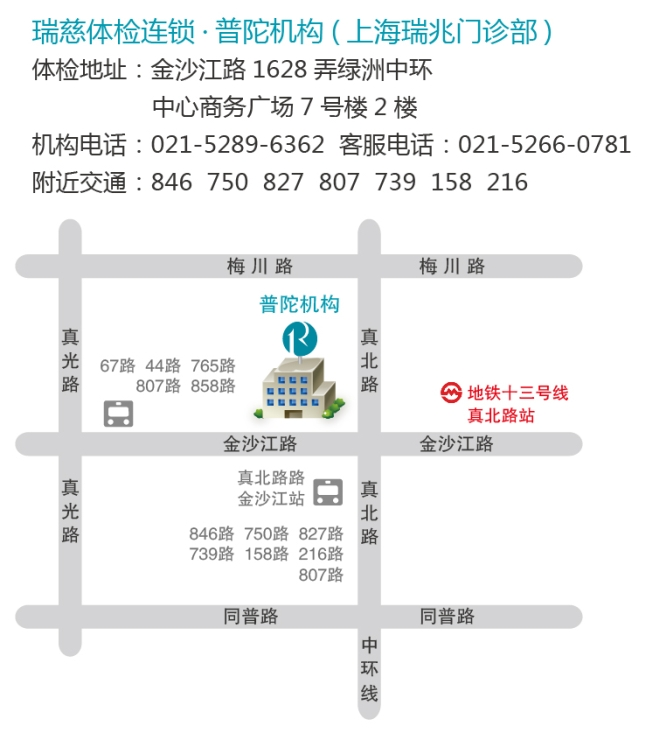 瑞慈体检连锁·普陀机构(上海瑞兆门诊部)
体检地址:金沙江路1628弄绿洲中环
中心商务广场7号楼2楼
机构电话:021-5289-6362 客服电话:021-5266-0781
附近交通:846 750 827 807 739 158 216
梅川路 梅川路
普陀机构
真光路
真北路
67路 44路 765路
807路 858路
地铁十三号线
真北路站
金沙江路 金沙江路
真北路路
金沙江站
真光路
真北路
846路 750路 827路
739路 158路 216路
807路
同普路 同普路
中环线